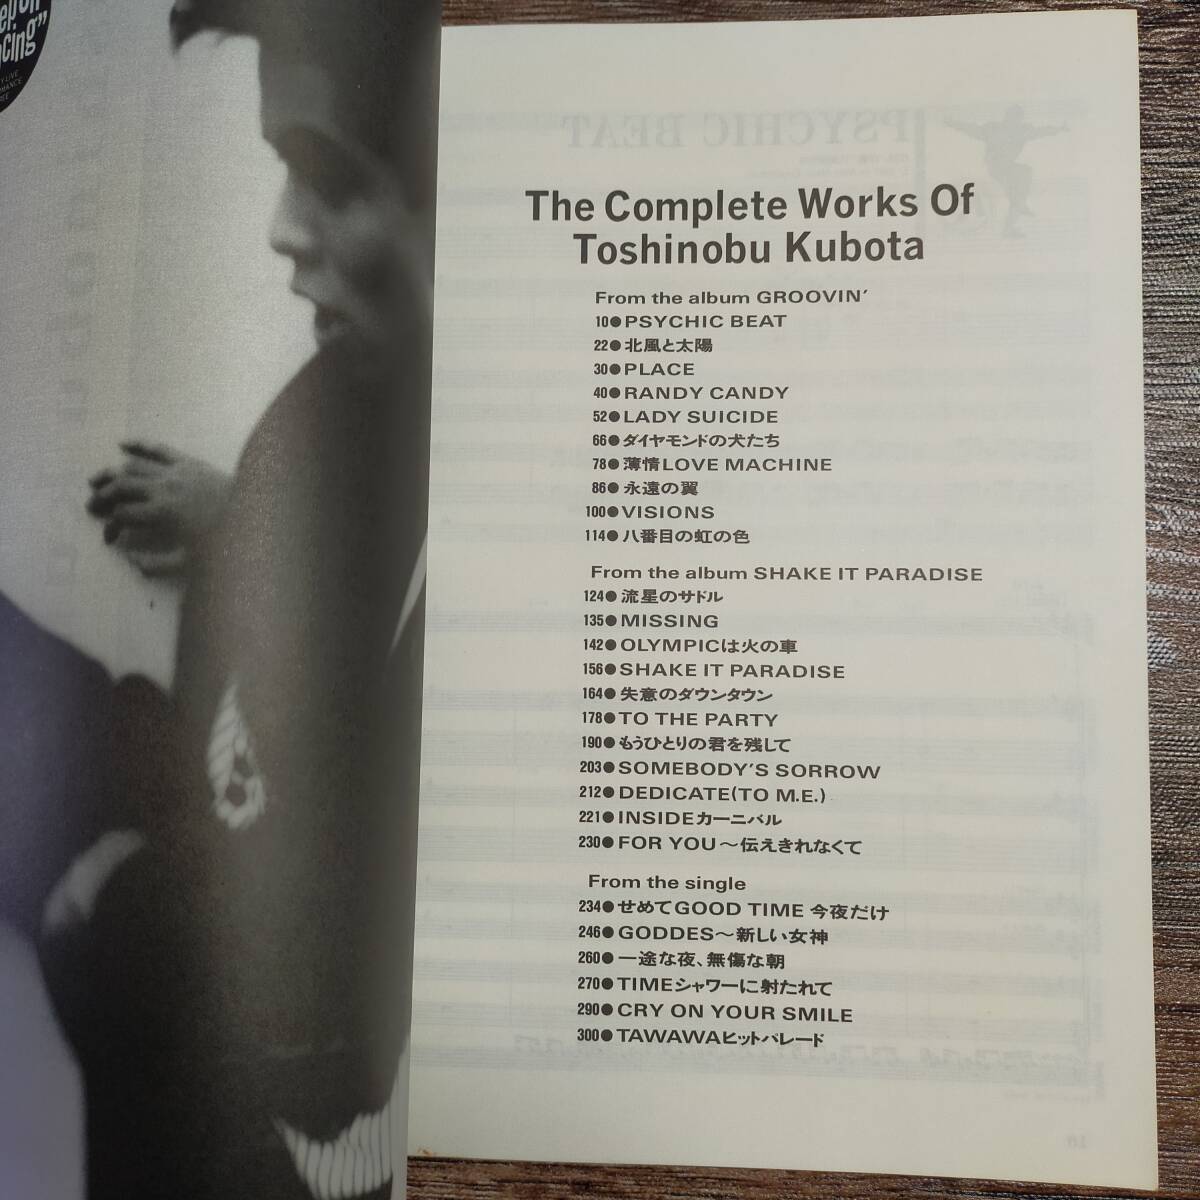 cing"
The Complete Works Of
Toshinobu Kubota
From the album GROOVIN'
10●PSYCHIC BEAT
22●北風と太陽
30●PLACE
40●RANDY CANDY
52●LADY SUICIDE
66●ダイヤモンドの犬たち
78●薄情LOVE MACHINE
86●永遠の翼
100●VISIONS
114●八番目の虹の色
From the album SHAKE IT PARADISE
124●流星のサドル
135●MISSING
142●OLYMPICは火の車
156●SHAKE IT PARADISE
164●失意のダウンタウン
178●TO THE PARTY
190●もうひとりの君を残して
203●SOMEBODY'S SORROW
212●DEDICATE(TO M.E.)
221●INSIDEカーニバル
230●FOR YOU〜伝えきれなくて
From the single
234●せめてGOOD TIME 今夜だけ
246●GODDES〜新しい女神
260●一途な夜、無傷な朝
270●TIMEシャワーに射たれて
290●CRY ON YOUR SMILE
300●TAWAWAヒットパレード
PSYCHIC BEAT